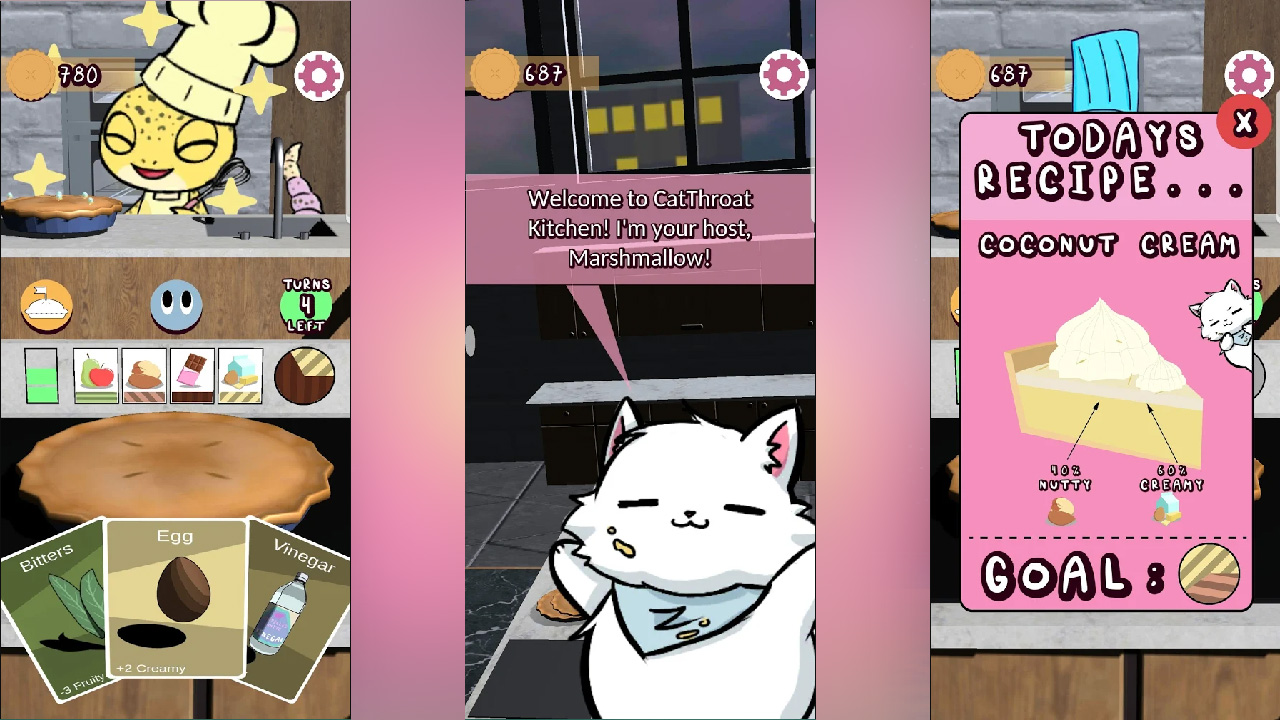 780
TURNS
4
LEFT
Bitters
-3 Fruity
Egg
+2 Creamy
Vinegar
687
Welcome to CatThroat
Kitchen! I'm your host,
Marshmallow!
Z
687
X
TODAYS
RECIPE...
COCONUT CREAM
40%
NUTTY
60%
CREAMY
GOAL: